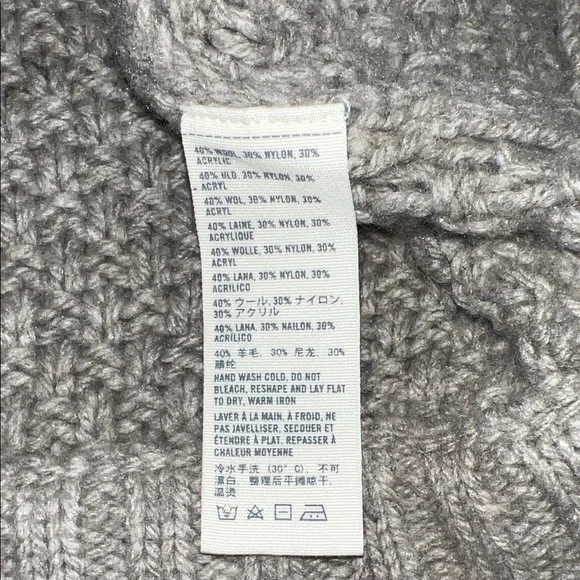 40% WOOL, 30% NYLON, 30%
ACRYLIC
40% ULD, 30% NYLON, 30%
ACRYL
40% WOL, 30% NYLON, 30%
ACRYL
40% LAINE, 30% NYLON, 30%
ACRYLIQUE
40% WOLLE, 30% NYLON, 30%
ACRYL
40% LANA, 30% NYLON, 30%
ACRILICO
40% ウール, 30% ナイロン,
30% アクリル
40% LANA, 30% NAILON, 30%
ACRÍLICO
40% 羊毛, 30% 尼龙, 30%
腈纶
HAND WASH COLD, DO NOT
BLEACH, RESHAPE AND LAY FLAT
TO DRY, WARM IRON
LAVER À LA MAIN, À FROID, NE
PAS JAVELLISER, SECOUER ET
ÉTENDRE À PLAT, REPASSER À
CHALEUR MOYENNE
冷水手洗 (30°C), 不可
漂白, 整理后平摊晾干,
温烫